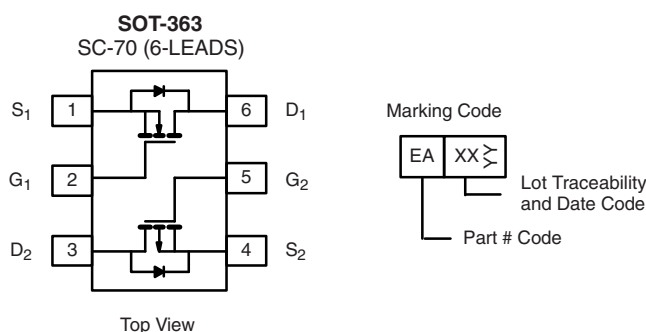 SOT-363
SC-70 (6-LEADS)
S1 1 6 D1
G1 2 5 G2
D2 3 4 S2
Top View
Marking Code
EA XX YY
Lot Traceability
and Date Code
Part # Code